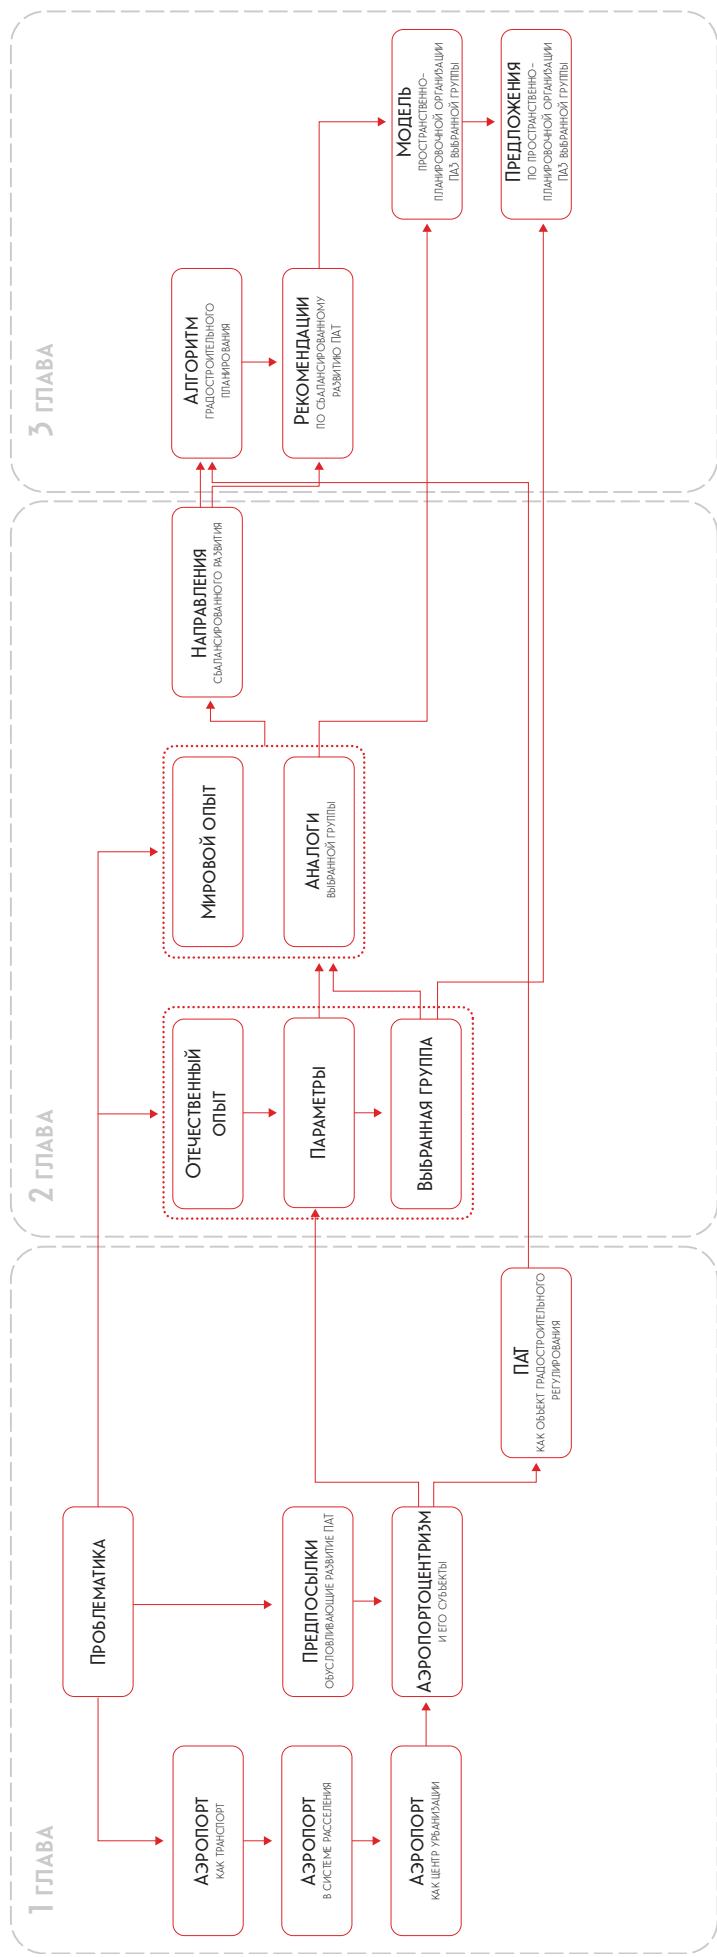 1 ГЛАВА
ПРОБЛЕМАТИКА
АЭРОПОРТ
КАК ТРАНСПОРТ
АЭРОПОРТ
В СИСТЕМЕ РАССЕЛЕНИЯ
АЭРОПОРТ
КАК ЦЕНТР УРБАНИЗАЦИИ
ПРЕДПОСЫЛКИ
ОБУСЛОВЛИВАЮЩИЕ РАЗВИТИЕ ПАТ
АЭРОПОРТОЦЕНТРИЗМ
И ЕГО СУБЪЕКТЫ
ПАТ
КАК ОБЪЕКТ ГРАДОСТРОИТЕЛЬНОГО
РЕГУЛИРОВАНИЯ
2 ГЛАВА
ОТЕЧЕСТВЕННЫЙ
ОПЫТ
ПАРАМЕТРЫ
ВЫБРАННАЯ ГРУППА
МИРОВОЙ ОПЫТ
АНАЛОГИ
ВЫБРАННОЙ ГРУППЫ
НАПРАВЛЕНИЯ
СБАЛАНСИРОВАННОГО РАЗВИТИЯ
3 ГЛАВА
АЛГОРИТМ
ГРАДОСТРОИТЕЛЬНОГО
ПЛАНИРОВАНИЯ
РЕКОМЕНДАЦИИ
ПО СБАЛАНСИРОВАННОМУ
РАЗВИТИЮ ПАТ
МОДЕЛЬ
ПРОСТРАНСТВЕННО-
ПЛАНИРОВОЧНОЙ ОРГАНИЗАЦИИ
ПАЗ ВЫБРАННОЙ ГРУППЫ
ПРЕДЛОЖЕНИЯ
ПО ПРОСТРАНСТВЕННО-
ПЛАНИРОВОЧНОЙ ОРГАНИЗАЦИИ
ПАЗ ВЫБРАННОЙ ГРУППЫ